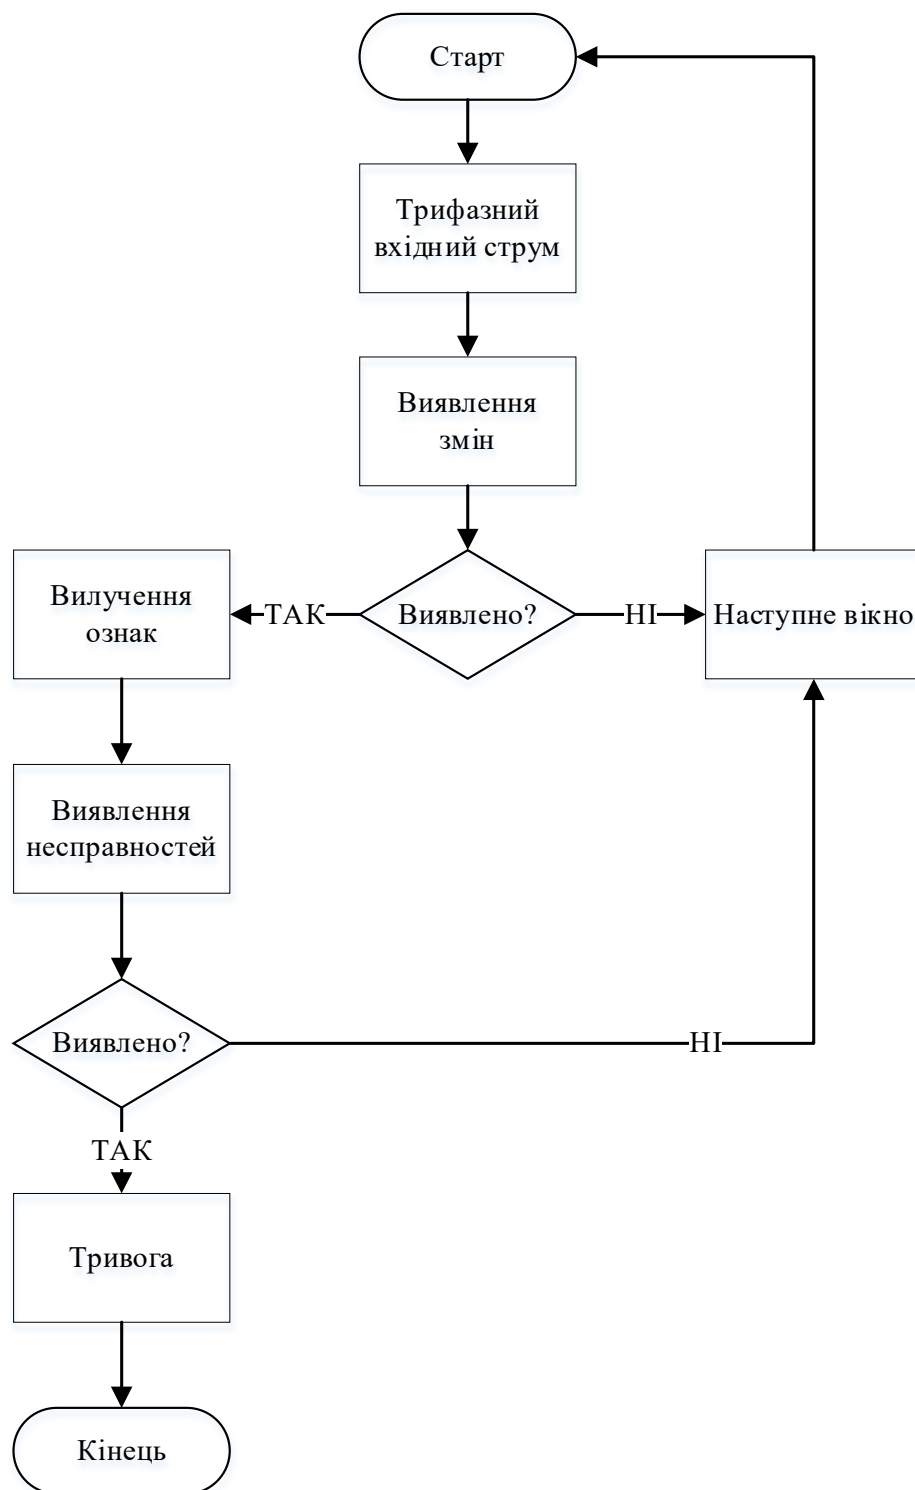 Старт
Трифазний
вхідний струм
Виявлення
змін
Виявлено?
ТАК
НІ
Вилучення
ознак
Наступне вікно
Виявлення
несправностей
Виявлено?
НІ
ТАК
Тривога
Кінець